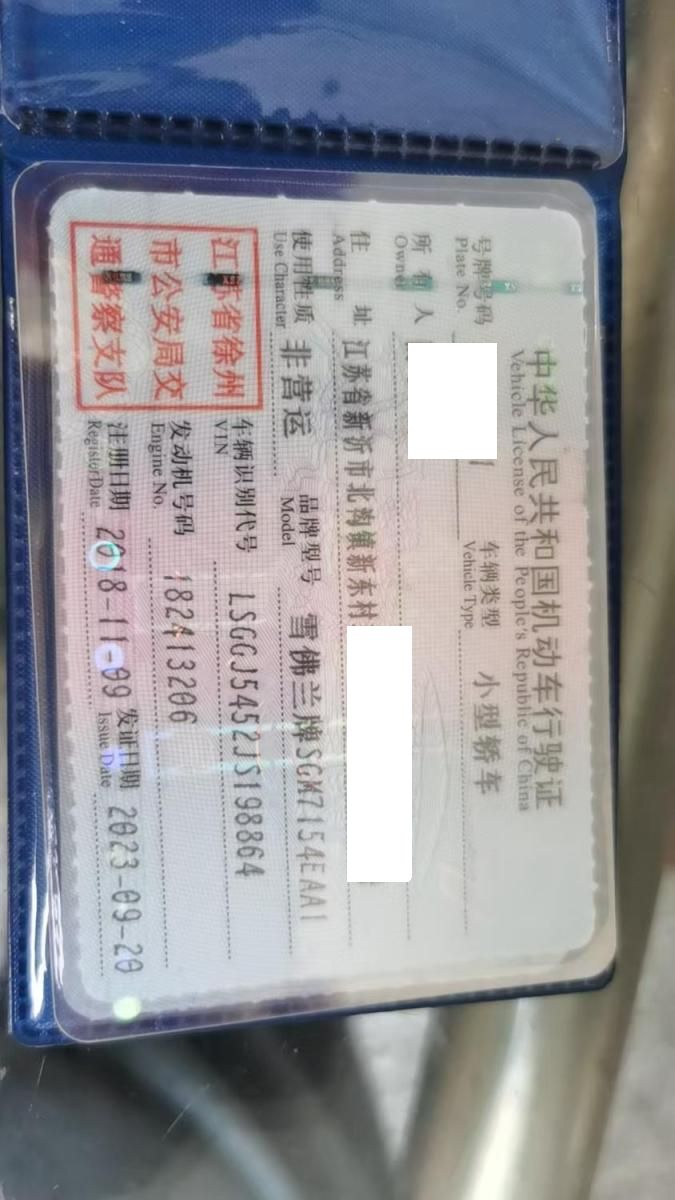 中华人民共和国机动车行驶证
Vehicle License of the People's Republic of China
号牌号码
Plate No.
车辆类型 小型轿车
Vehicle Type
所有人
Owner
住址 江苏省新沂市北沟镇新东村
Address
使用性质 非营运
Use Character
品牌型号 雪佛兰牌SGM7154EAA1
Model
江苏省徐州
市公安局交
通警察支队
车辆识别代号 LSGGJ5452JS198864
VIN
发动机号码 182413206
Engine No.
注册日期 2018-11-09
Register Date
发证日期 2023-09-20
Issue Date